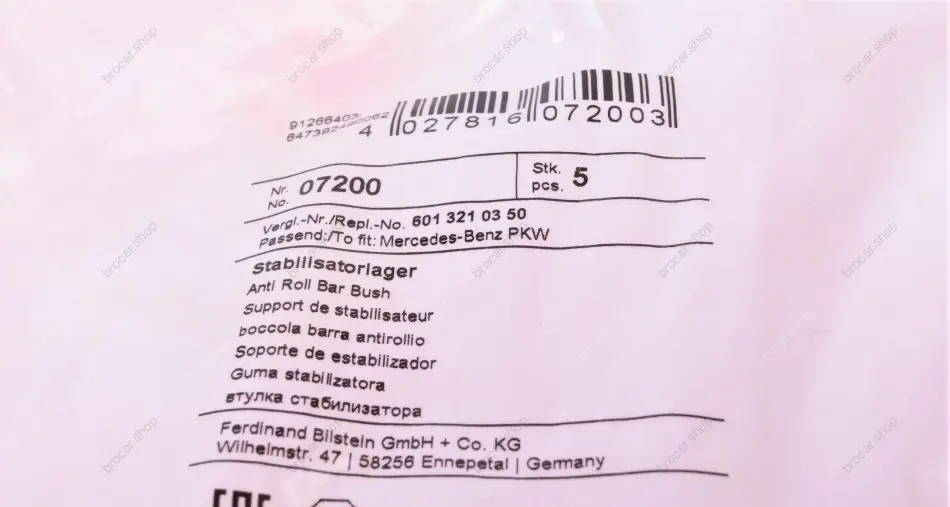 91266403
4 027816 072003
Nr. No. 07200
Stk. pcs. 5
Vergl.-Nr./Repl.-No. 601 321 03 50
Passend:/To fit: Mercedes-Benz PKW
Stabilisatorlager
Anti Roll Bar Bush
Support de stabilisateur
boccola barra antirollio
Soporte de estabilizador
Guma stabilizatora
втулка стабилизатора
Ferdinand Bilstein GmbH + Co. KG
Wilhelmstr. 47 | 58256 Ennepetal | Germany
brocar.shop